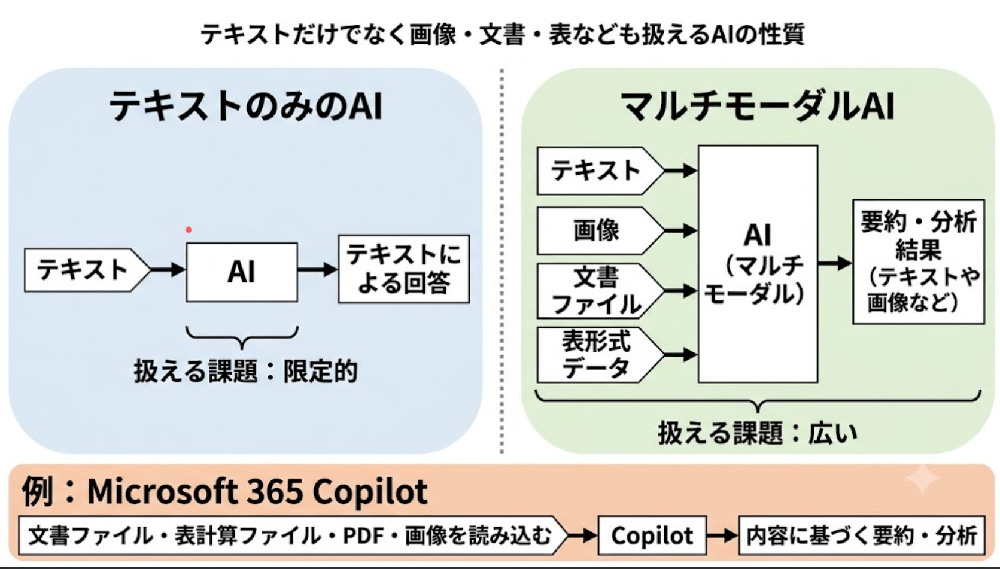 テキストだけでなく画像・文書・表なども扱えるAIの性質
テキストのみのAI
テキスト
AI
テキストに
よる回答
扱える課題：限定的
マルチモーダルAI
テキスト
画像
文書
ファイル
表形式
データ
AI
（マルチ
モーダル）
要約・分析
結果
（テキストや
画像など）
扱える課題：広い
例：Microsoft 365 Copilot
文書ファイル・表計算ファイル・PDF・画像を読み込む
Copilot
内容に基づく要約・分析